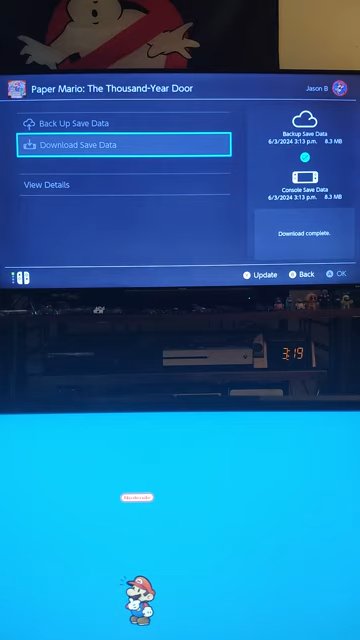 Paper Mario: The Thousand-Year Door
Jason B
Back Up Save Data
Download Save Data
View Details
Backup Save Data
6/3/2024 3:13 p.m. 8.3 MB
Console Save Data
6/3/2024 3:13 p.m. 8.3 MB
Download complete.
Update
Back
A OK
3:19
Nintendo